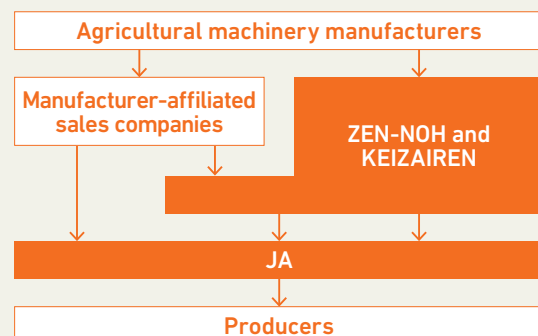 Agricultural machinery manufacturers
Manufacturer-affiliated
sales companies
ZEN-NOH and
KEIZAIREN
JA
Producers